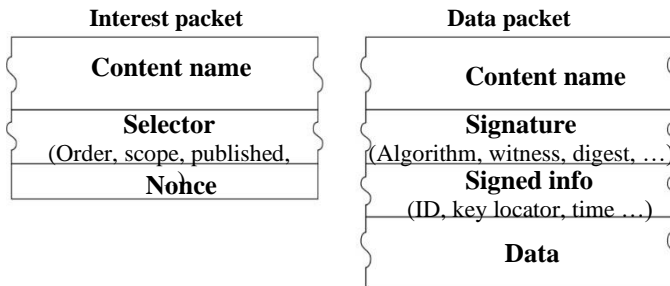 Interest packet
Content name
Selector
(Order, scope, published,
)
Nonce
Data packet
Content name
Signature
(Algorithm, witness, digest, …)
Signed info
(ID, key locator, time …)
Data